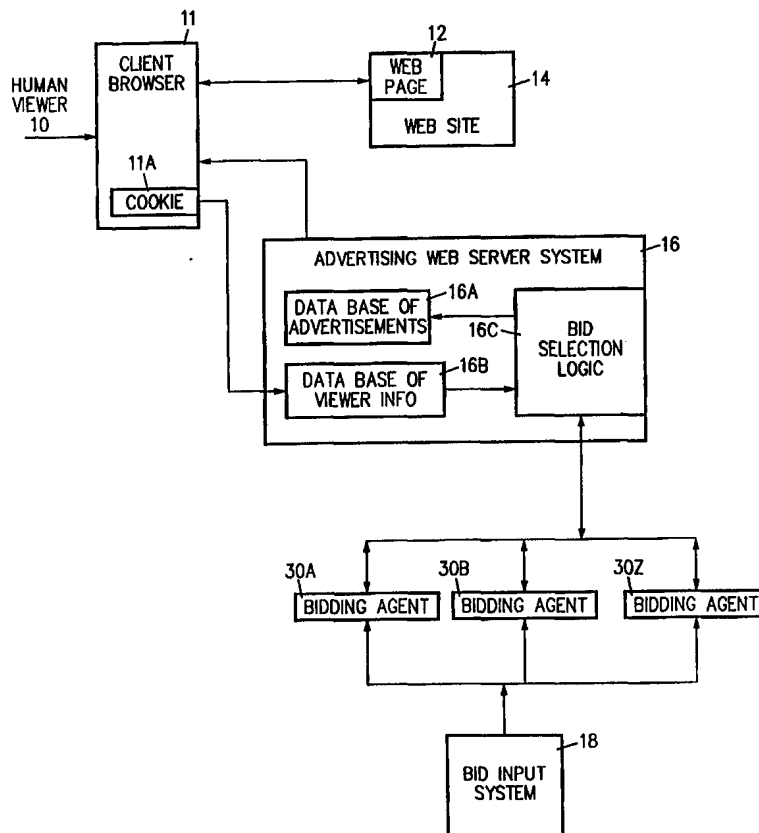 11
CLIENT
BROWSER
HUMAN
VIEWER
10
11A
COOKIE
12
WEB
PAGE
14
WEB SITE
16
ADVERTISING WEB SERVER SYSTEM
16A
DATA BASE OF
ADVERTISEMENTS
16C
BID
SELECTION
LOGIC
16B
DATA BASE OF
VIEWER INFO
30A
BIDDING AGENT
30B
BIDDING AGENT
30Z
BIDDING AGENT
18
BID INPUT
SYSTEM